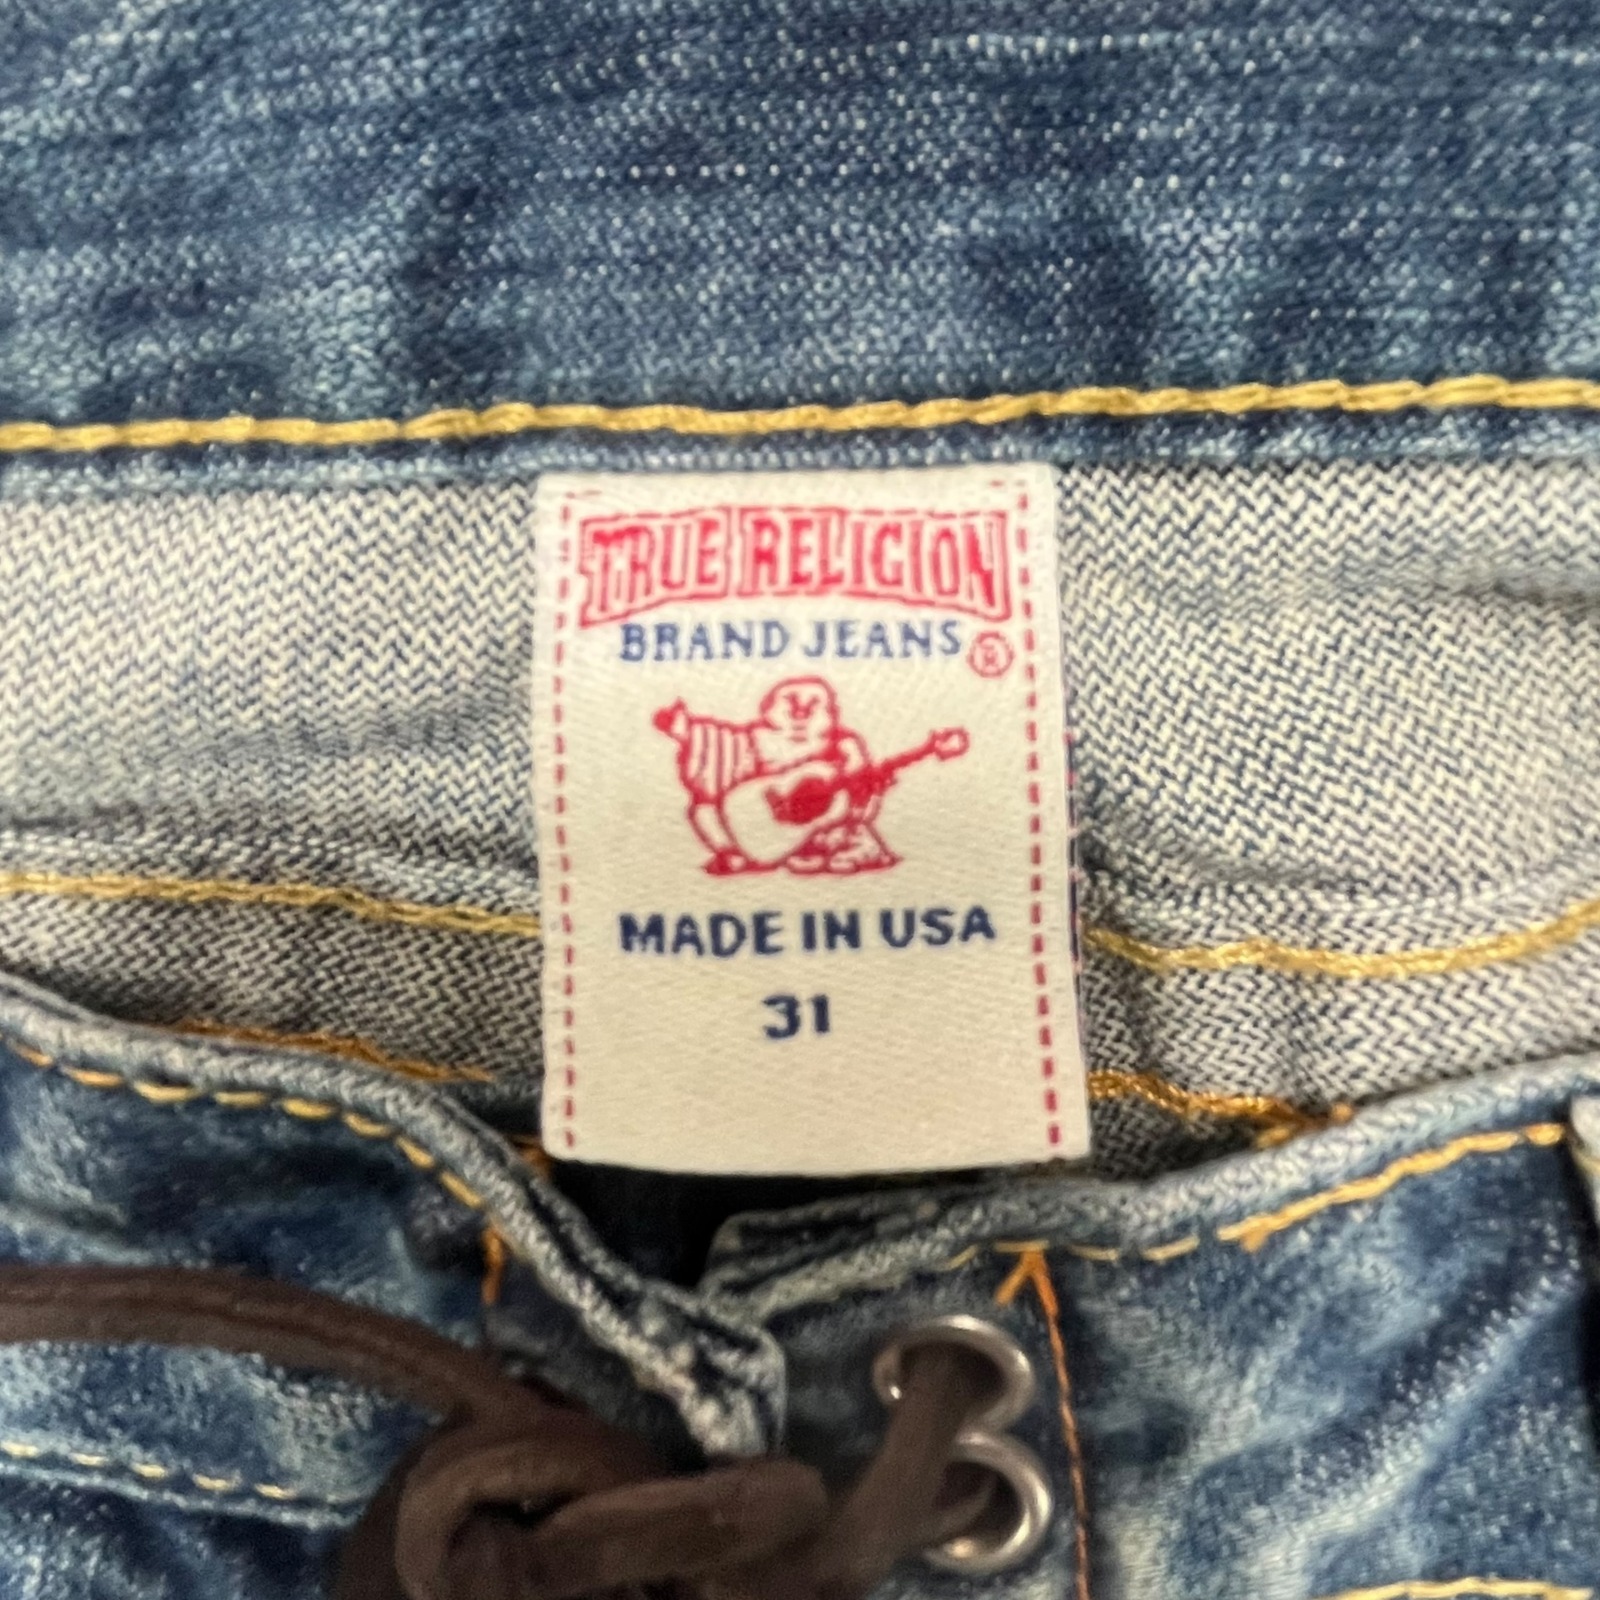 TRUE RELIGION
BRAND JEANS®
MADE IN USA
31